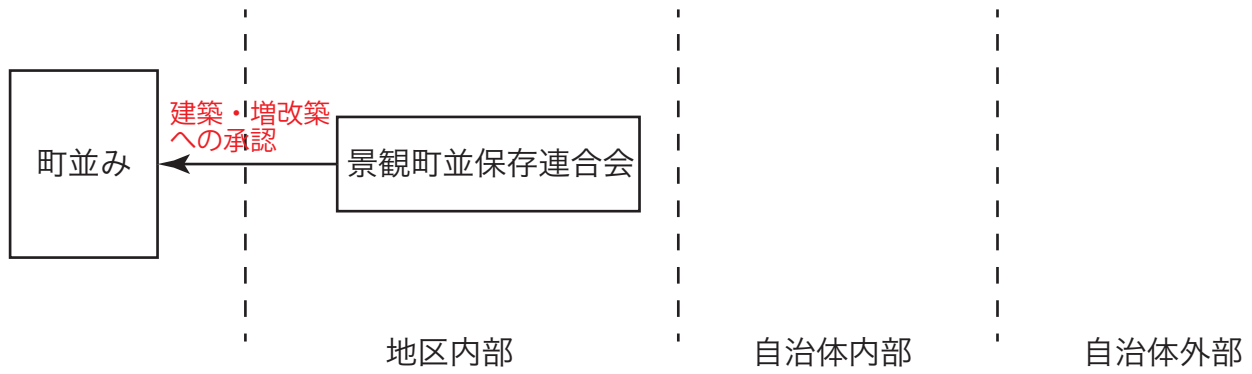 建築・増改築
への承認
町並み
景観町並保存連合会
地区内部
自治体内部
自治体外部